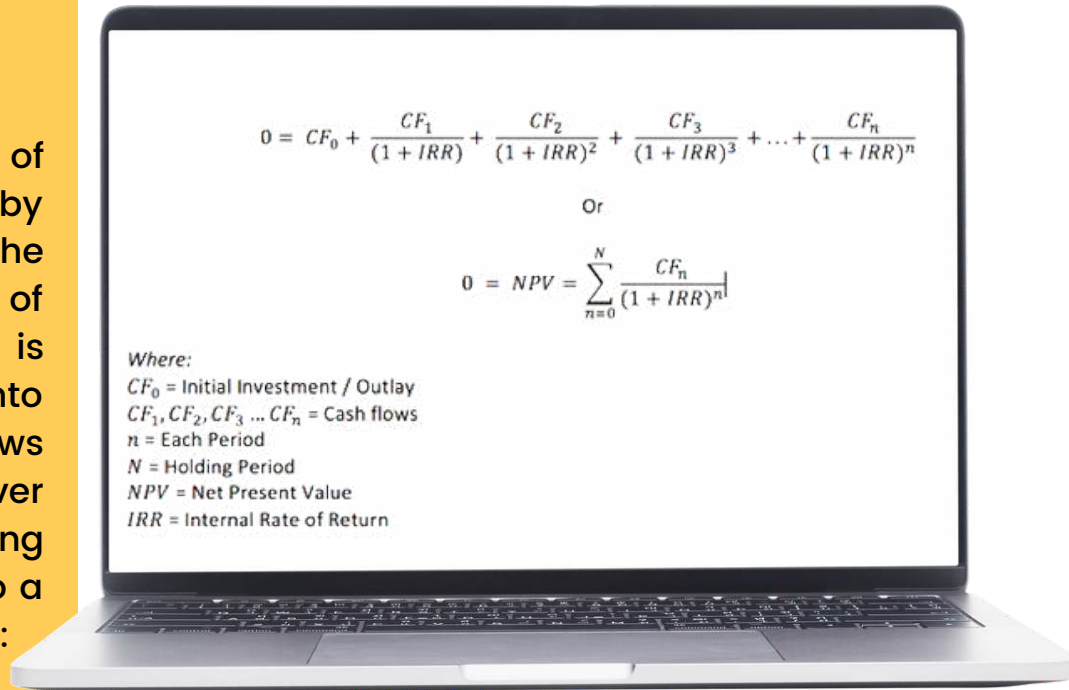 of
by
he
of
is
nto
ws
ver
ng
o a
:
0 = CF₀ + CF₁/(1 + IRR) + CF₂/(1 + IRR)² + CF₃/(1 + IRR)³ + ... + CFₙ/(1 + IRR)ⁿ
Or
0 = NPV = ∑ₙ₌₀ᴺ CFₙ/(1 + IRR)ⁿ
Where:
CF₀ = Initial Investment / Outlay
CF₁, CF₂, CF₃ ... CFₙ = Cash flows
n = Each Period
N = Holding Period
NPV = Net Present Value
IRR = Internal Rate of Return